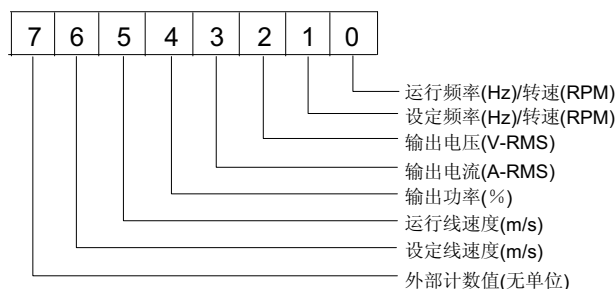 7 6 5 4 3 2 1 0
运行频率(Hz)/转速(RPM)
设定频率(Hz)/转速(RPM)
输出电压(V-RMS)
输出电流(A-RMS)
输出功率(％)
运行线速度(m/s)
设定线速度(m/s)
外部计数值(无单位)